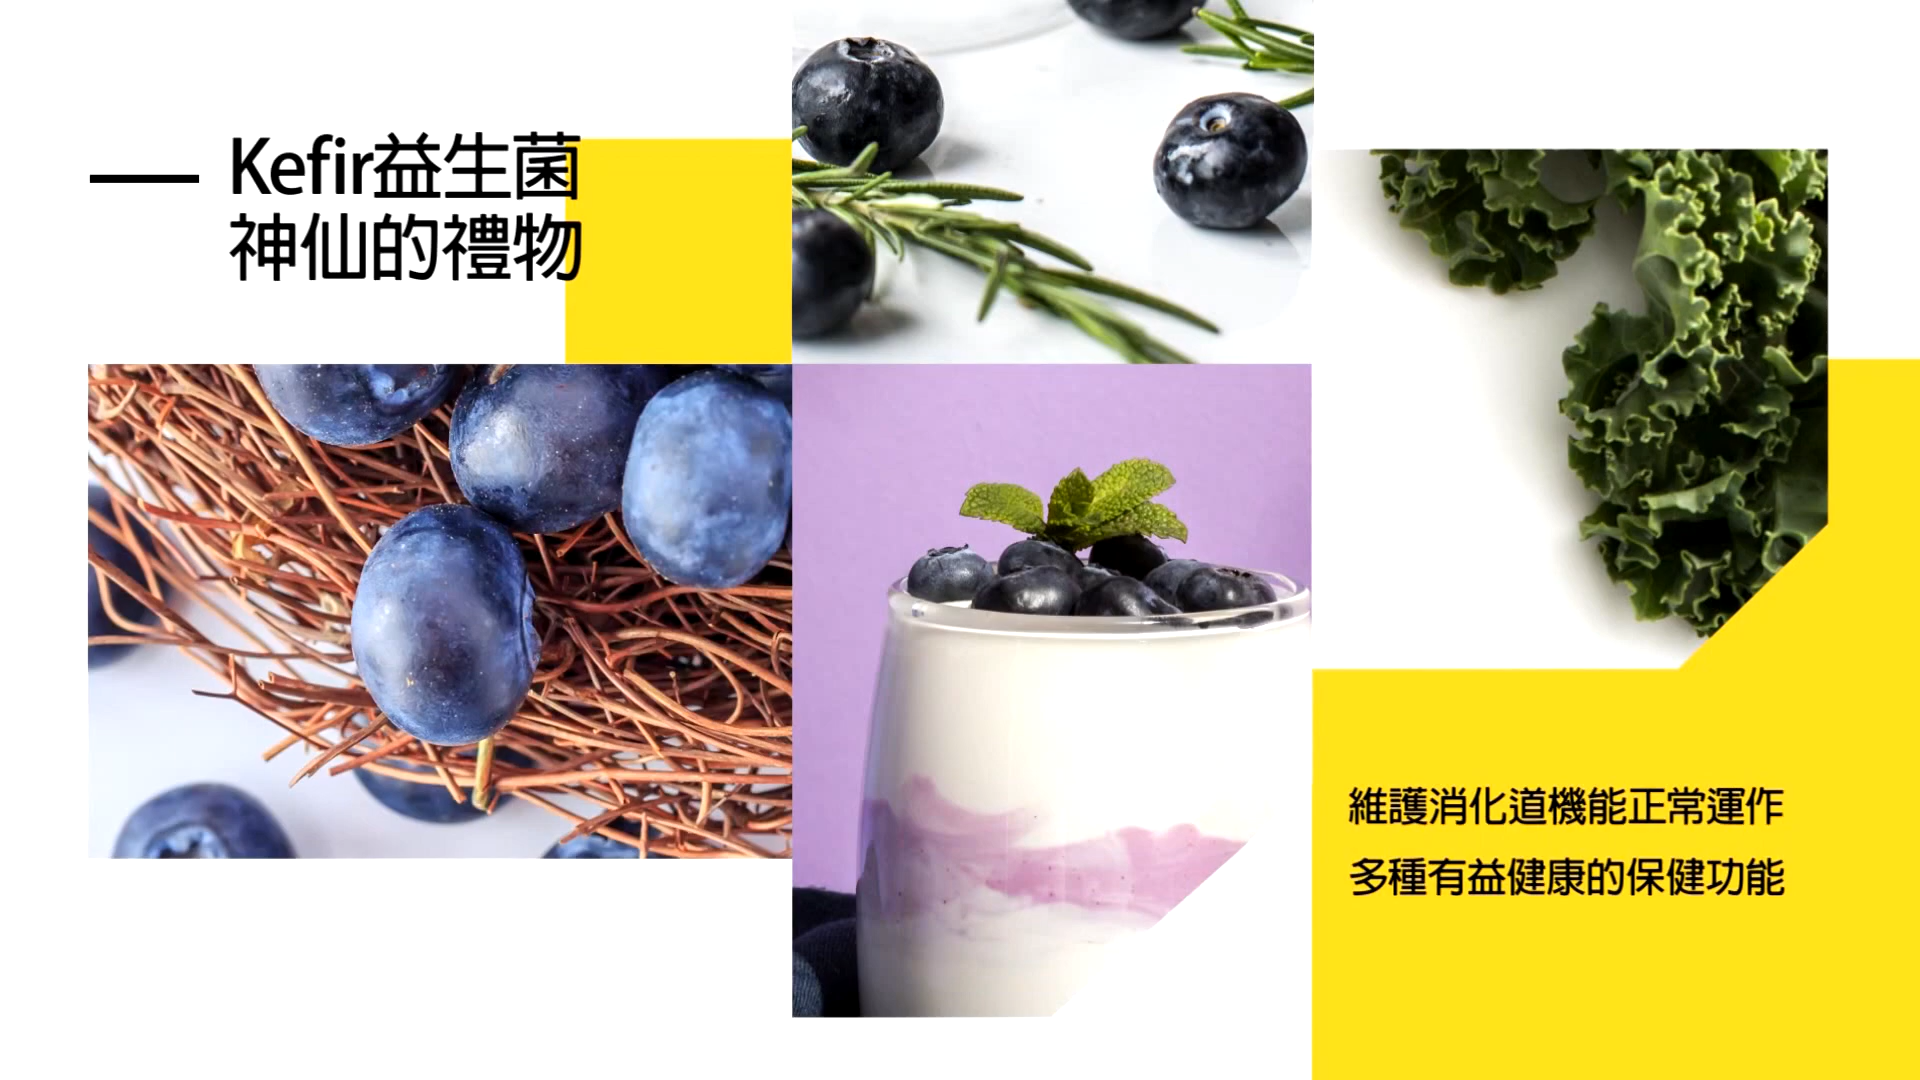 Kefir益生菌
神仙的禮物
維護消化道機能正常運作
多種有益健康的保健功能